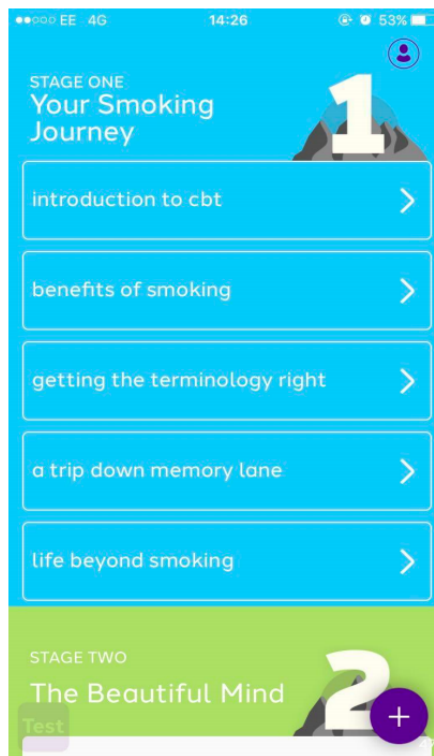 EE 4G 14:26 53%
STAGE ONE
Your Smoking
Journey
1
introduction to cbt
benefits of smoking
getting the terminology right
a trip down memory lane
life beyond smoking
STAGE TWO
The Beautiful Mind
2
Test
+